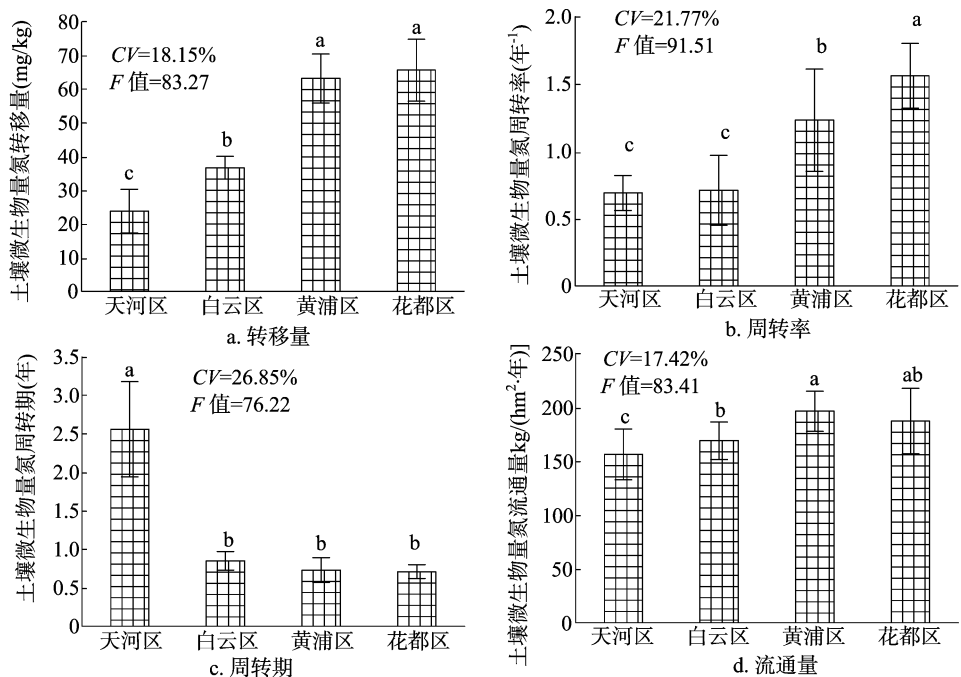 土壤微生物量氮转移量(mg/kg)
80
70
60
50
40
30
20
10
0
CV=18.15%
F 值=83.27
c
b
a
a
天河区 白云区 黄浦区 花都区
a. 转移量
土壤微生物量氮周转率(年-1)
2.0
1.5
1.0
0.5
0
CV=21.77%
F 值=91.51
c
c
b
a
天河区 白云区 黄浦区 花都区
b. 周转率
土壤微生物量氮周转期(年)
3.5
3.0
2.5
2.0
1.5
1.0
0.5
0
CV=26.85%
F 值=76.22
a
b
b
b
天河区 白云区 黄浦区 花都区
c. 周转期
土壤微生物量氮流通量kg/(hm2·年)]
250
200
150
100
50
0
CV=17.42%
F 值=83.41
c
b
a
ab
天河区 白云区 黄浦区 花都区
d. 流通量